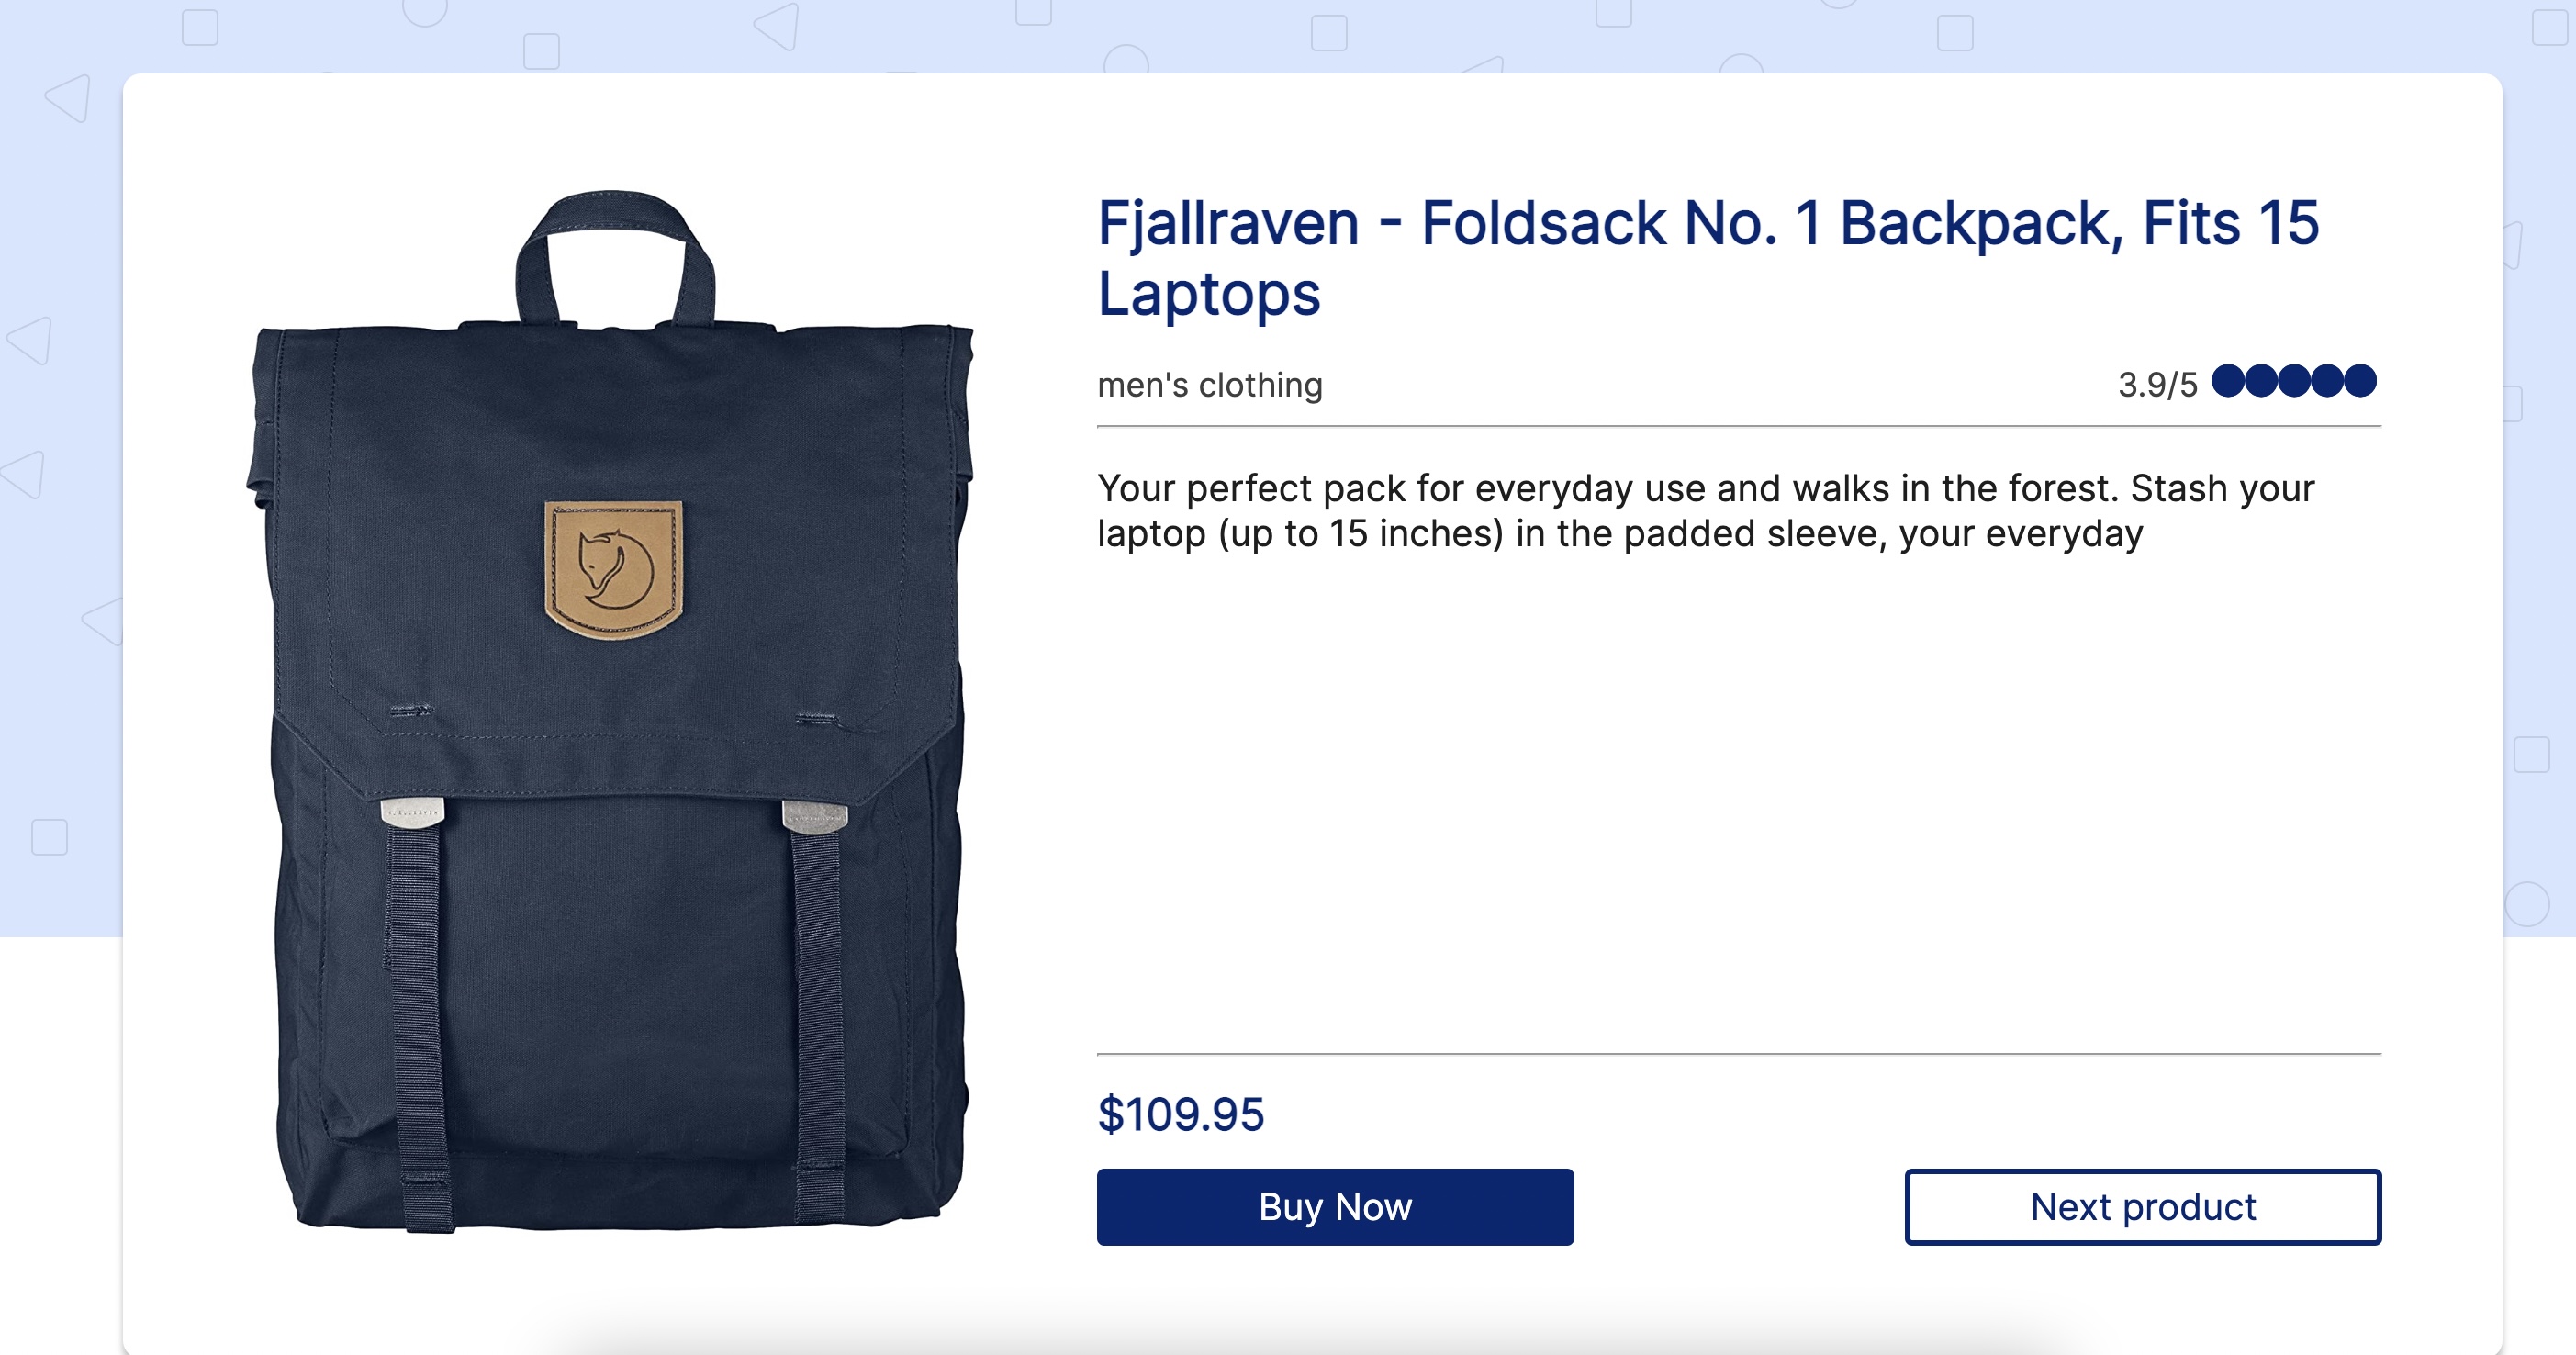 Fjallraven - Foldsack No. 1 Backpack, Fits 15
Laptops
men's clothing
3.9/5
Your perfect pack for everyday use and walks in the forest. Stash your
laptop (up to 15 inches) in the padded sleeve, your everyday
$109.95
Buy Now
Next product